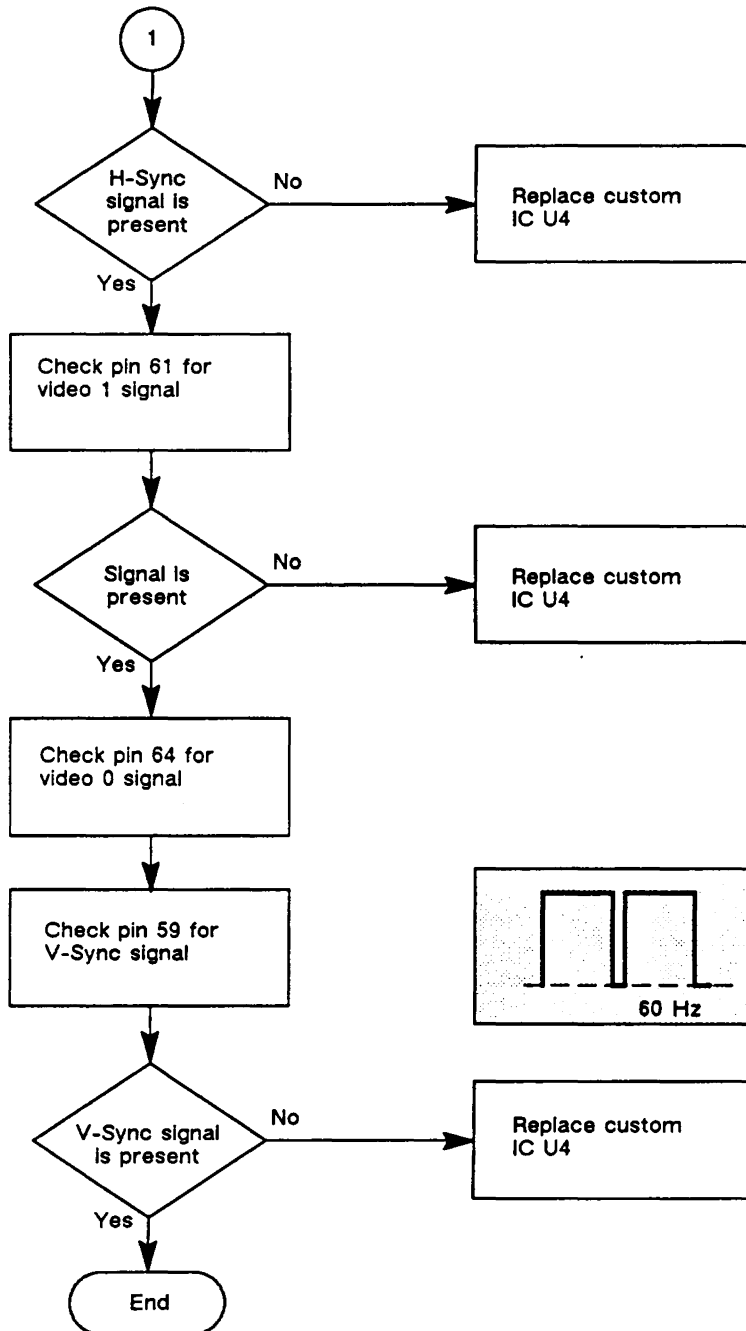 1
H-Sync
signal is
present
No
Replace custom
IC U4
Yes
Check pin 61 for
video 1 signal
Signal is
present
No
Replace custom
IC U4
Yes
Check pin 64 for
video 0 signal
Check pin 59 for
V-Sync signal
60 Hz
V-Sync signal
is present
No
Replace custom
IC U4
Yes
End